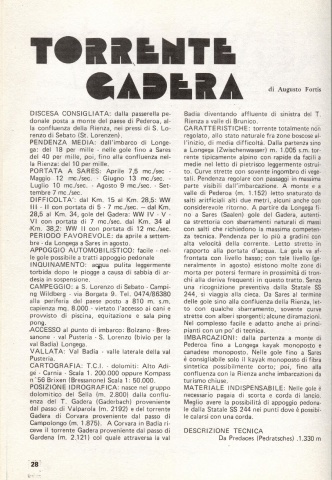 TORRENTE
GADERA
di Augusto Fortis
DISCESA CONSIGLIATA: dalla passerella pe-
donale posta a monte del paese di Pederoa, al-
la confluenza della Rienza, nei pressi di S. Lo-
renzo di Sebato (St. Lorenzen).
PENDENZA MEDIA: dall'imbarco di Longe-
ga: del 18 per mille - nelle gole fino a Sares
del 40 per mille, poi, fino alla confluenza nel-
la Rienza: del 10 per mille.
PORTATA A SARES: Aprile 7,5 mc./sec -
Maggio 12 mc./sec. - Giugno 13 mc./sec. -
Luglio 10 mc./sec. - Agosto 9 mc./sec. - Set-
tembre 7 mc./sec.
DIFFICOLTA': dal Km. 15 al Km. 28,5: WW
III - II con portata di 5 - 7 mc./sec. — dal Km.
28,5 al Km. 34, gole del Gadera: WW IV - V -
VI con portata di 7 mc./sec. dal Km. 34 al
Km. 38,2: WW II con portata di 12 mc./sec.
PERIODO FAVOREVOLE: da aprile a settem-
bre - da Longega a Sares in agosto.
APPOGGIO AUTOMOBILISTICO: facile - nel-
le gole possibile a tratti appoggio pedonale
INQUINAMENTO: acqua pulita leggermente
torbida dopo le piogge a causa di sabbia di ar-
desia in sospensione.
CAMPEGGIO: a S. Lorenzo di Sebato - Camp-
ing Wildberg - via Bargata 9. Tel. 0474/86380
alla periferia del paese posto a 810 m. s.m.
capienza mq. 8.000 - vietato l'accesso ai cani e
provvisto di piscina, equitazione e sala ping
pong.
ACCESSO al punto di imbarco: Bolzano - Bres-
sanone - val Pusteria - S. Lorenzo (bivio per la
val Badia) Longega.
VALLATA: Val Badia - valle laterale della val
Pusteria.
CARTOGRAFIA: T.C.I. - dolomiti: Alto Adi-
ge - Carnia - Scala 1. 200.000 oppure Kompass
n° 56 Brixen (Bressanone) Scala 1: 50.000.
POSIZIONE IDROGRAFICA: nasce nel gruppo
dolomitico del Sella (m. 2.800) dalla conflu-
enza del T. Gadera (Gaderbach) proveniente
dal passo di Valparola (m. 2192) e del torrente
Gadera di Corvara proveniente dal passo di
Campolongo (m. 1.875). A Corvara in Badia ri-
ceve il torrente Gadera proveniente dal passo di
Gardena (m. 2.121) col quale attraversa la val
Badia diventando affluente di sinistra del T.
Rienza a valle di Brunico.
CARATTERISTICHE: torrente totalmente non
regolato, allo stato naturale fra zone boscose al-
l'inizio, di media difficoltà. Dalla partenza sino
a Longega (Zwischenwasser) m. 1.005 s.m. tor-
rente tipicamente alpino con rapide da facili a
medie nel letto di pietrisco leggermente ostrui-
to. Curve strette con sovente ingombro di vege-
tali. Pendenza regolare con passaggi in massima
parte visibili dall'imbarcazione. A monte e a
valle di Pederoa (m. 1.152) letto snaturato da
salti artificiali alti due metri, alcuni anche con
considerevole ritorno. A partire da Longega fi-
no a Sares (Saalen) gole del Gadera, autenti-
ca strettoia con sbarramenti naturali di massi
con salti che richiedono la massima competen-
za tecnica. Pendenza per lo più a gradini con
alta velocità della corrente. Letto stretto in
rapporto alla portata d'acqua. La gola va af-
frontata con livello basso; con tale livello (ge-
neralmente in agosto) esistono molte zone di
morta per potersi fermare in prossimità di tron-
chi alla deriva frequenti in questo tratto. Senza
una ricognizione preventiva dalla Statale SS
244, si viaggia alla cieca. Da Sares al termine
delle gole sino alla confluenza della Rienza, let-
to con qualche sbarramento, sovente curve
strette con alberi sporgenti; alcune diramazioni.
Nel complesso facile e adatto anche ai princi-
pianti con un po' di tecnica.
IMBARCAZIONI: dalla partenza a monte di
Pederoa fino a Longega kayak monoposto e
canadese monoposto. Nelle gole fino a Sares
è consigliabile solo il kayak monoposto di fibra
sintetica possibilmente corto; poi, fino alla
confluenza con la Rienza anche imbarcazioni da
turismo chiuse.
MATERIALE INDISPENSABILE: Nelle gole è
necessario pagaia di scorta e corda di lancio.
Meglio avere la possibilità di appoggio pedona-
le dalla Statale SS 244 nei punti dove è possibi-
le calarsi con una corda.
DESCRIZIONE TECNICA
Da Predaces (Pedratsches) .1.330 m
28